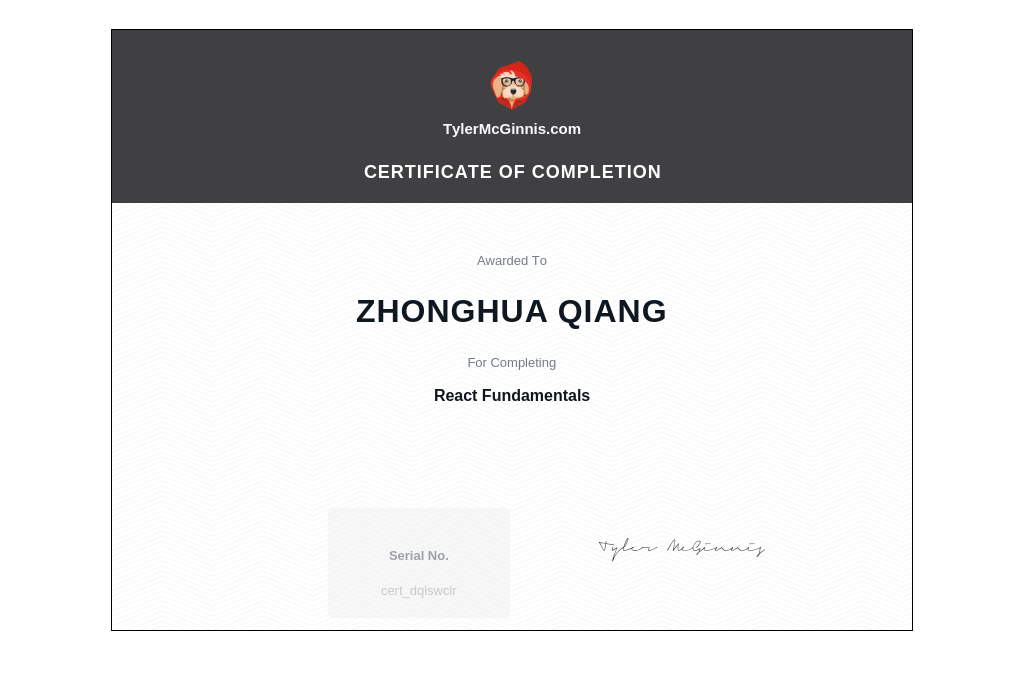 TylerMcGinnis.com
CERTIFICATE OF COMPLETION
Awarded To
ZHONGHUA QIANG
For Completing
React Fundamentals
Serial No.
cert_dqlswclr
Tyler McGinnis